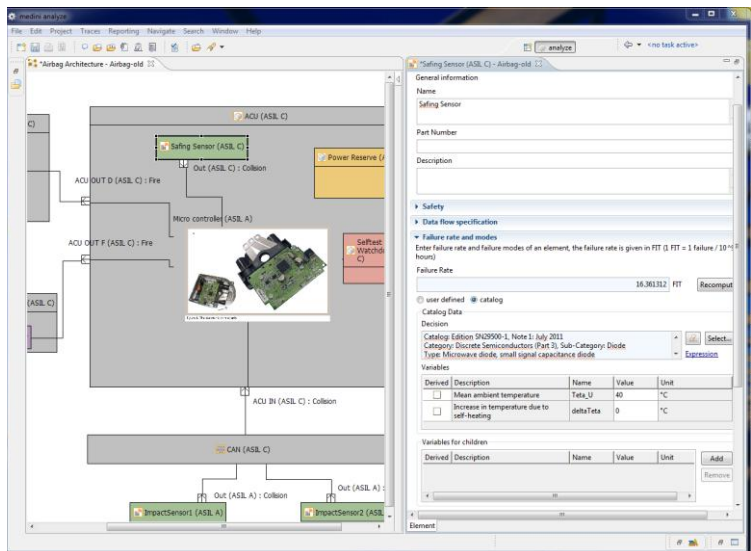 medini analyze
File Edit Project Traces Reporting Navigate Search Window Help
analyze
<no task active>
*Airbag Architecture - Airbag-old
C)
ACU (ASIL C)
Safing Sensor (ASIL C)
Out (ASIL C) : Collision
Power Reserve (A
ACU OUT D (ASIL C) : Fire
Micro controller (ASIL A)
ACU OUT F (ASIL C) : Fire
Selftest
Watchd
C)
(ASIL C)
ACU IN (ASIL C) : Collision
CAN (ASIL C)
Out (ASIL A) : Collision
Out (ASIL A) :
ImpactSensor1 (ASIL A)
ImpactSensor2 (ASIL
*Safing Sensor (ASIL C) - Airbag-old
General information
Name
Safing Sensor
Part Number
Description
Safety
Data flow specification
Failure rate and modes
Enter failure rate and failure modes of an element, the failure rate is given in FIT (1 FIT = 1 failure / 10^
hours)
Failure Rate
16.361312 FIT Recomput
user defined catalog
Catalog Data
Decision
Catalog: Edition SN29500-1, Note 1: July 2011
Category: Discrete Semiconductors (Part 3), Sub-Category: Diode
Type: Microwave diode, small signal capacitance diode
Select...
Expression
Variables
Derived Description Name Value Unit
Mean ambient temperature Teta_U 40 °C
Increase in temperature due to self-heating deltaTeta 0 °C
Variables for children
Derived Description Name Value Unit
Add
Remove
Element